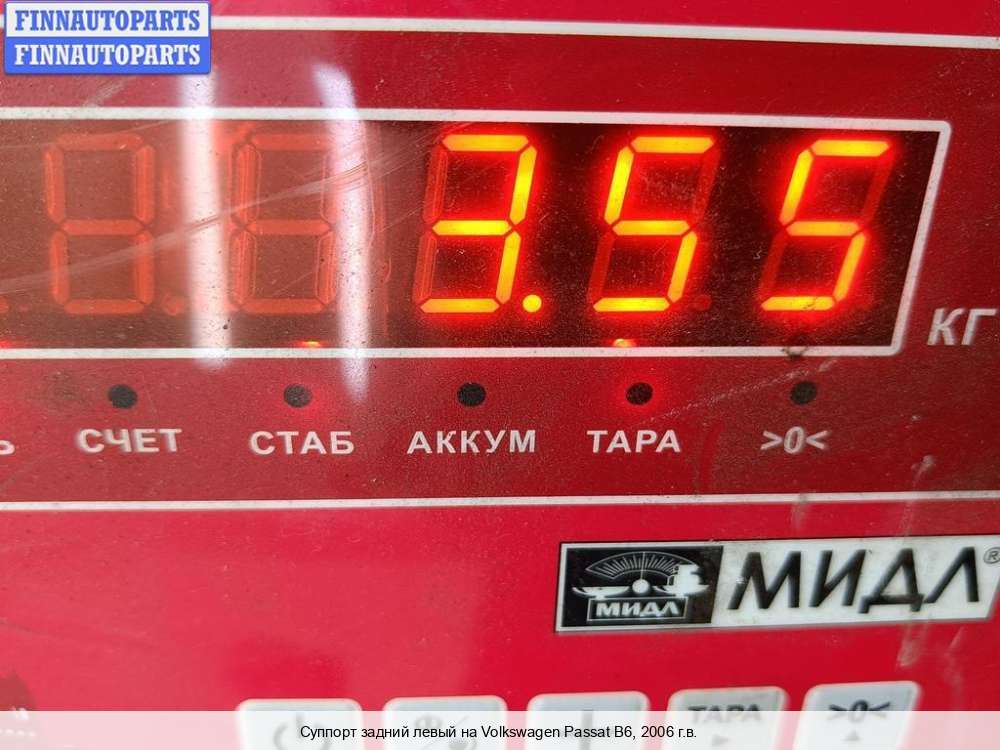 FINNAUTOPARTS
FINNAUTOPARTS
3.55
КГ
СЧЕТ СТАБ АККУМ ТАРА >0<
МИДЛ МИДЛ®
ТАРА >0<
Суппорт задний левый на Volkswagen Passat B6, 2006 г.в.